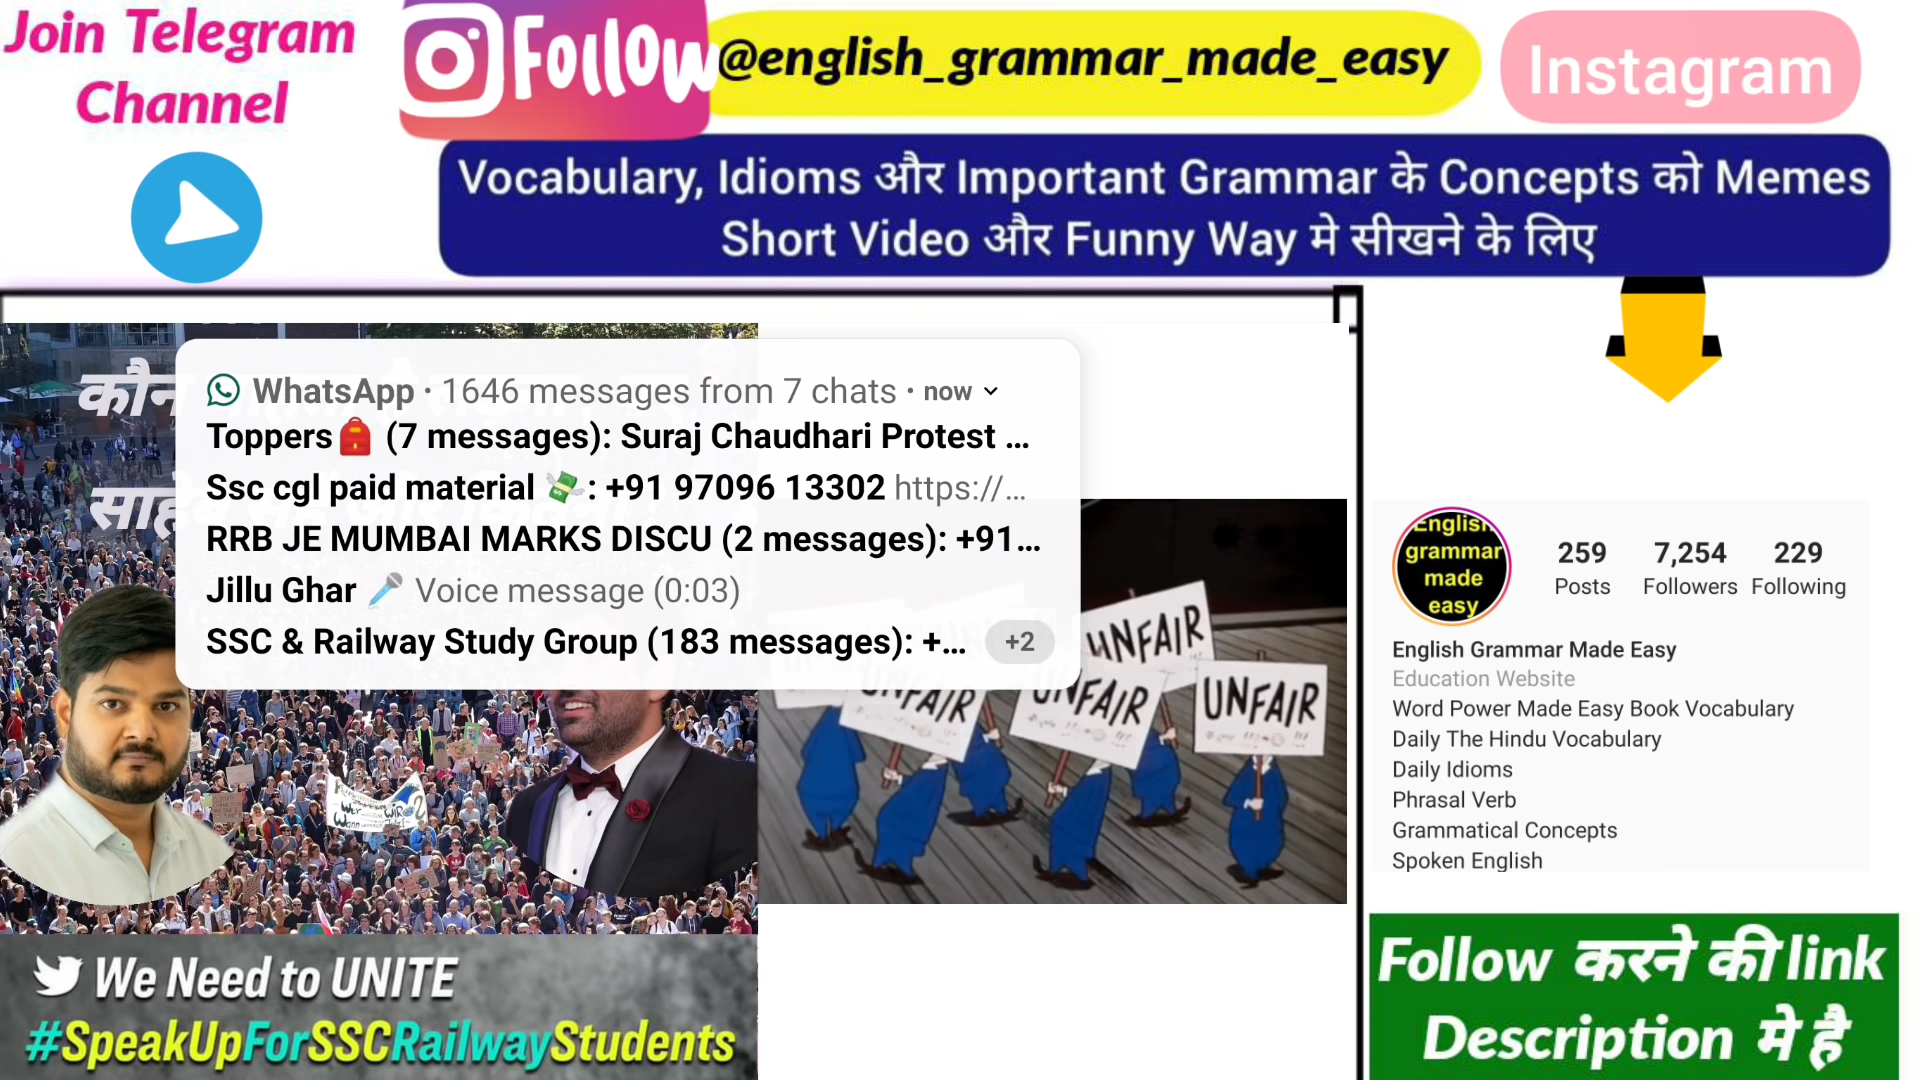 Join Telegram
Channel
Follow
@english_grammar_made_easy
Instagram
Vocabulary, Idioms और Important Grammar के Concepts को Memes
Short Video और Funny Way मे सीखने के लिए
कौन
साहेब
WhatsApp · 1646 messages from 7 chats · now
Toppers🎒 (7 messages): Suraj Chaudhari Protest ...
Ssc cgl paid material 💸: +91 97096 13302 https://...
RRB JE MUMBAI MARKS DISCU (2 messages): +91...
Jillu Ghar 🎤 Voice message (0:03)
SSC & Railway Study Group (183 messages): +... +2
UNFAIR
UNFAIR
UNFAIR
UNFAIR
We Need to UNITE
#SpeakUpForSSCRailwayStudents
English
grammar
made
easy
259 7,254 229
Posts Followers Following
English Grammar Made Easy
Education Website
Word Power Made Easy Book Vocabulary
Daily The Hindu Vocabulary
Daily Idioms
Phrasal Verb
Grammatical Concepts
Spoken English
Follow करने की link
Description मे है